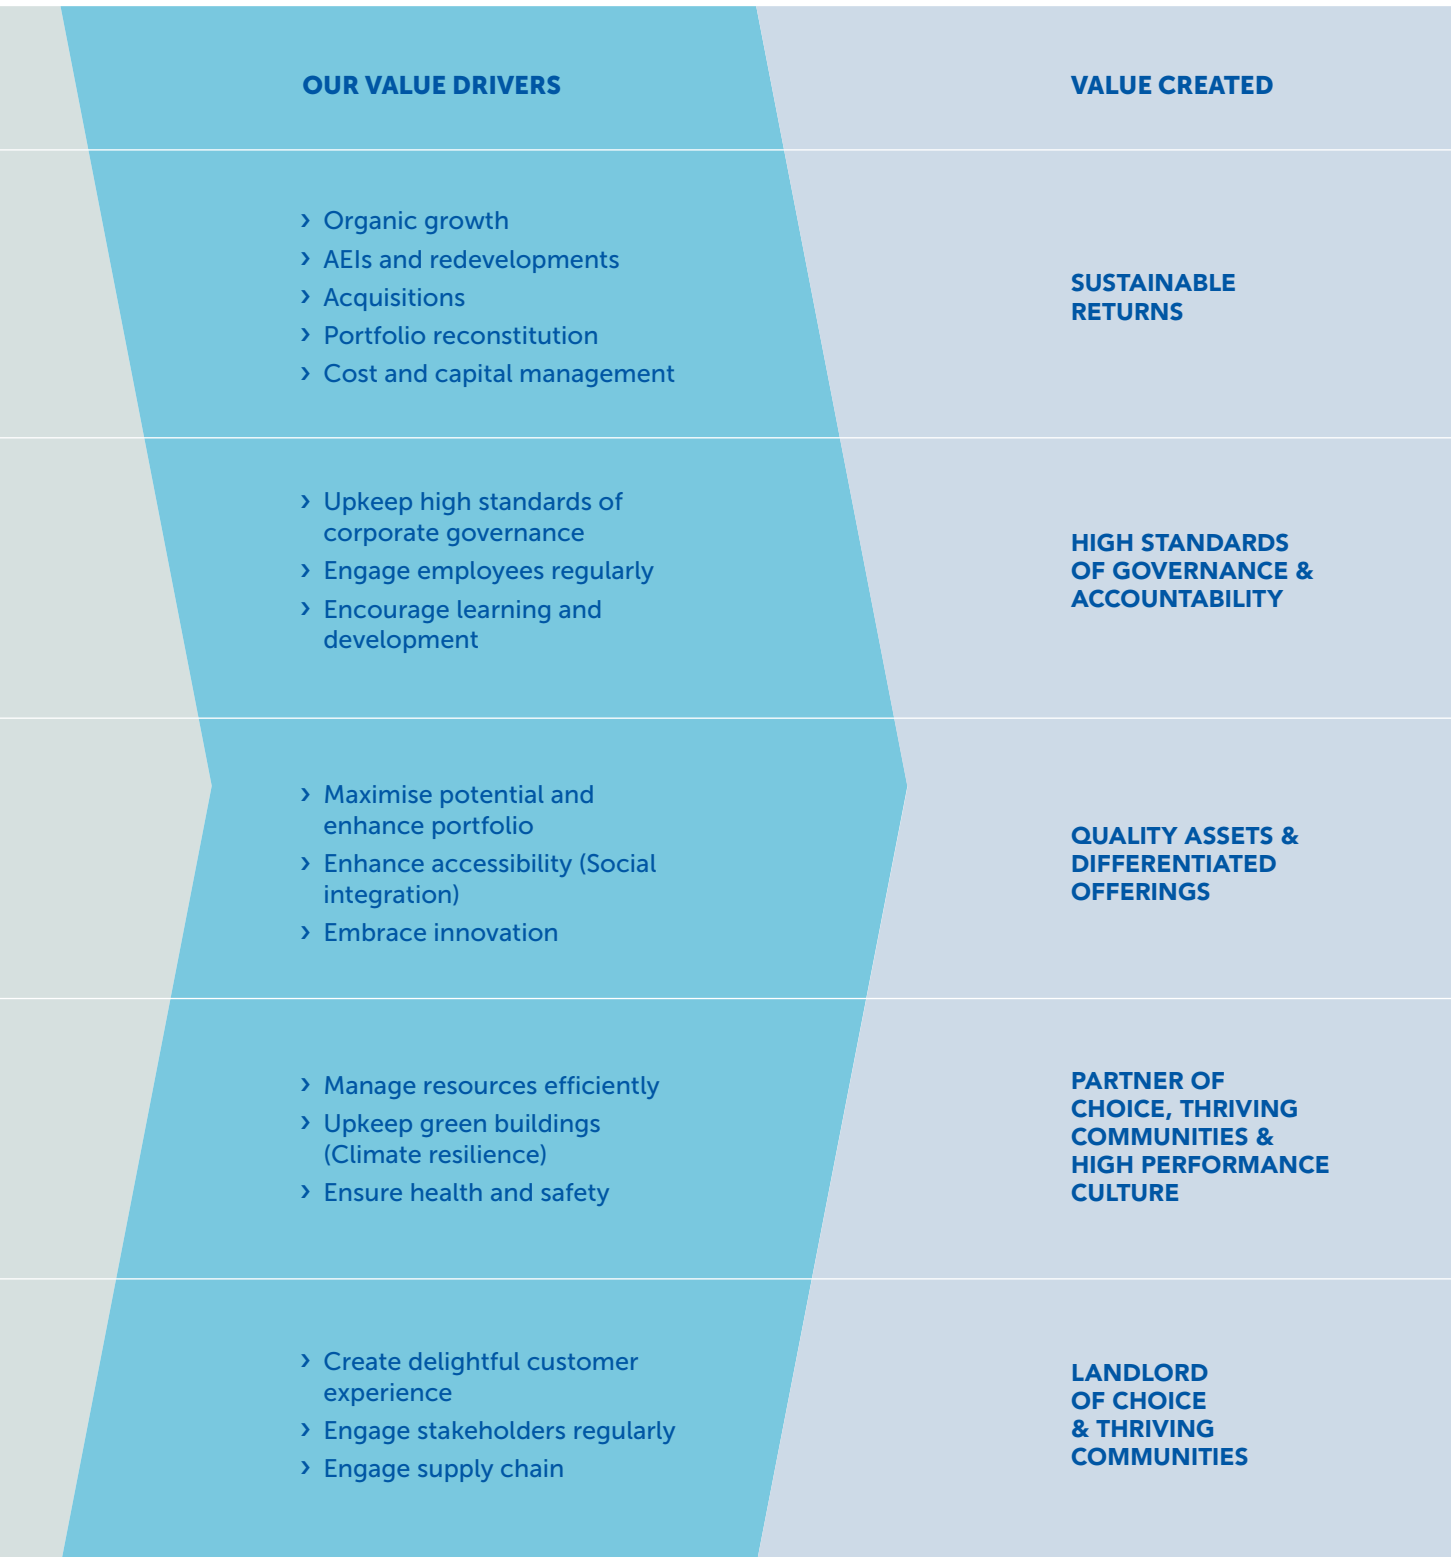 OUR VALUE DRIVERS
VALUE CREATED
› Organic growth
› AEIs and redevelopments
› Acquisitions
› Portfolio reconstitution
› Cost and capital management
SUSTAINABLE
RETURNS
› Upkeep high standards of
corporate governance
› Engage employees regularly
› Encourage learning and
development
HIGH STANDARDS
OF GOVERNANCE &
ACCOUNTABILITY
› Maximise potential and
enhance portfolio
› Enhance accessibility (Social
integration)
› Embrace innovation
QUALITY ASSETS &
DIFFERENTIATED
OFFERINGS
› Manage resources efficiently
› Upkeep green buildings
(Climate resilience)
› Ensure health and safety
PARTNER OF
CHOICE, THRIVING
COMMUNITIES &
HIGH PERFORMANCE
CULTURE
› Create delightful customer
experience
› Engage stakeholders regularly
› Engage supply chain
LANDLORD
OF CHOICE
& THRIVING
COMMUNITIES